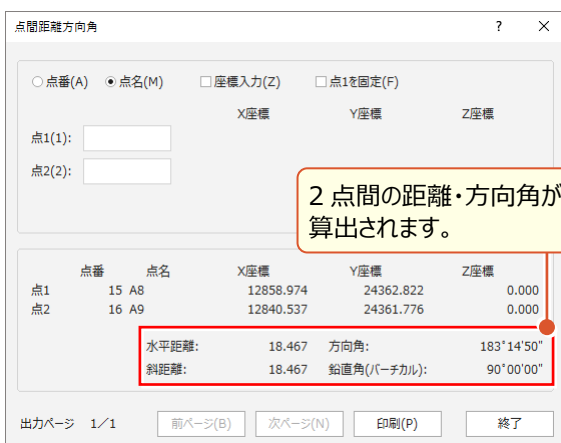 点間距離方向角 ? ×
点番(A) 点名(M) 座標入力(Z) 点1を固定(F)
X座標 Y座標 Z座標
点1(1):
点2(2):
2点間の距離・方向角が
算出されます。
点番 点名 X座標 Y座標 Z座標
点1 15 A8 12858.974 24362.822 0.000
点2 16 A9 12840.537 24361.776 0.000
水平距離: 18.467 方向角: 183°14'50"
斜距離: 18.467 鉛直角(バーチカル): 90°00'00"
出力ページ 1/1 前ページ(B) 次ページ(N) 印刷(P) 終了